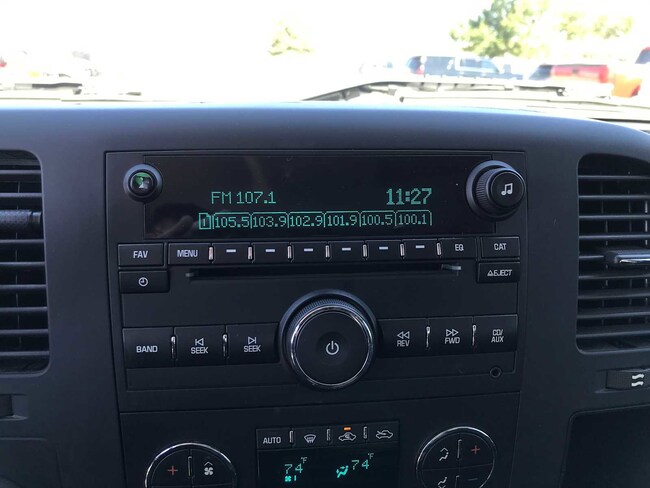 FM 107.1 11:27
1 105.5 103.9 102.9 101.9 100.5 100.1
FAV MENU EQ CAT
EJECT
BAND SEEK SEEK REV FWD CD/AUX
AUTO
74°F 74°F